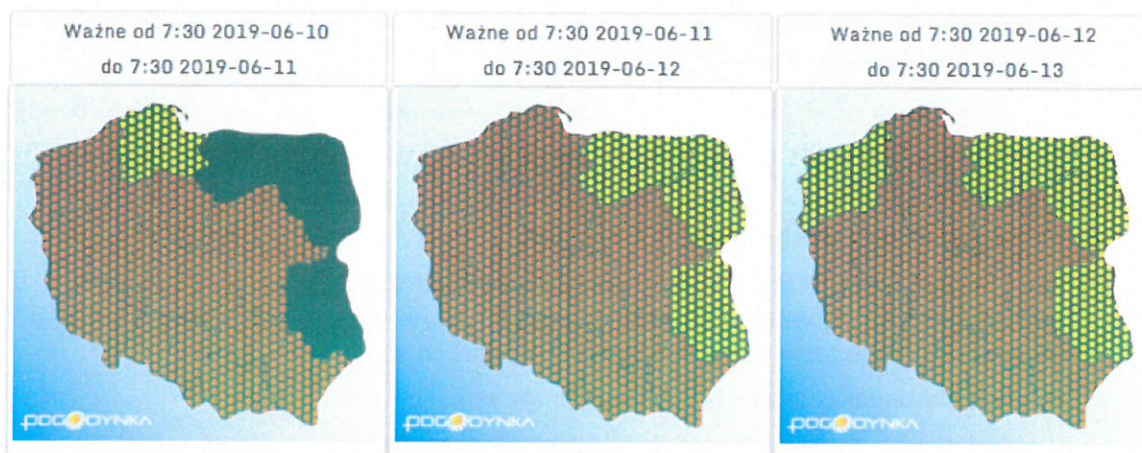 Ważne od 7:30 2019-06-10
do 7:30 2019-06-11
Ważne od 7:30 2019-06-11
do 7:30 2019-06-12
Ważne od 7:30 2019-06-12
do 7:30 2019-06-13
POGODYNKA
POGODYNKA
POGODYNKA